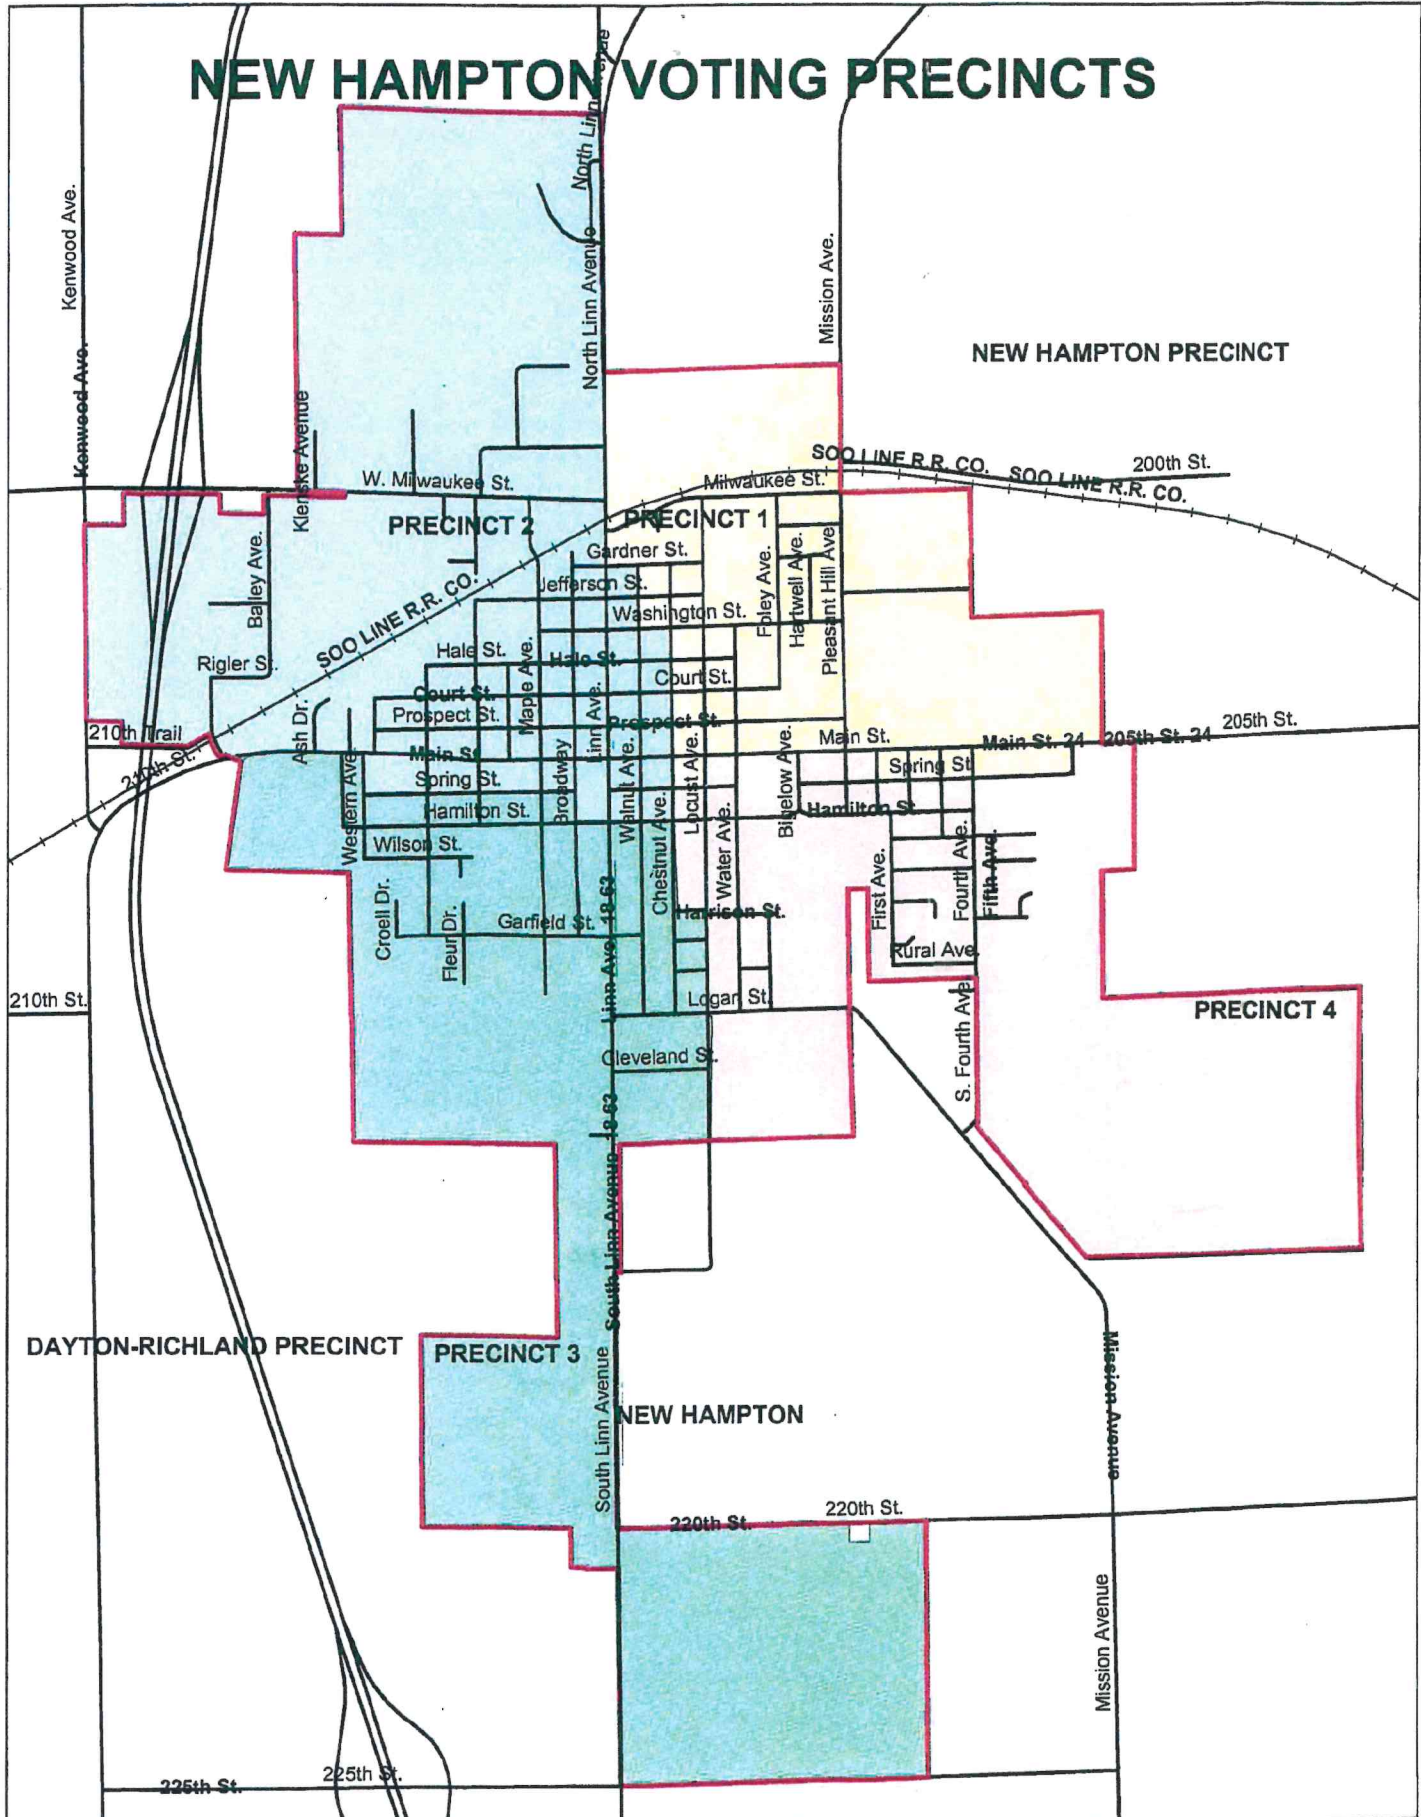 NEW HAMPTON VOTING PRECINCTS
North Linn Avenue
North Linn Avenue
Kenwood Ave.
Kenwood Ave.
Mission Ave.
NEW HAMPTON PRECINCT
Klenske Avenue
W. Milwaukee St.
SOO LINE R.R. CO.
SOO LINE R.R. CO.
200th St.
Milwaukee St.
PRECINCT 2
PRECINCT 1
Bailey Ave.
Gardner St.
Jefferson St.
Washington St.
Foley Ave.
Hartwell Ave.
Pleasant Hill Ave
SOO LINE R.R. CO.
Rigler St.
Hale St.
Hale St.
Maple Ave.
Court St.
Court St.
Prospect St.
Prospect St.
Linn Ave.
210th Trail
210th St.
Ash Dr.
Main St.
Main St.
Main St. 24
205th St. 24
205th St.
Western Ave.
Spring St.
Spring St.
Broadway
Walnut Ave.
Locust Ave.
Bigelow Ave.
Hamilton St.
Hamilton St.
Wilson St.
Chestnut Ave.
Water Ave.
First Ave.
Fourth Ave.
Fifth Ave.
Croell Dr.
Fleur Dr.
Garfield St.
Linn Ave. 18 63
Harrison St.
Rural Ave.
210th St.
Logan St.
S. Fourth Ave
PRECINCT 4
Cleveland St.
South Linn Avenue 18 63
DAYTON-RICHLAND PRECINCT
PRECINCT 3
South Linn Avenue
NEW HAMPTON
Mission Avenue
220th St.
220th St.
Mission Avenue
225th St.
225th St.